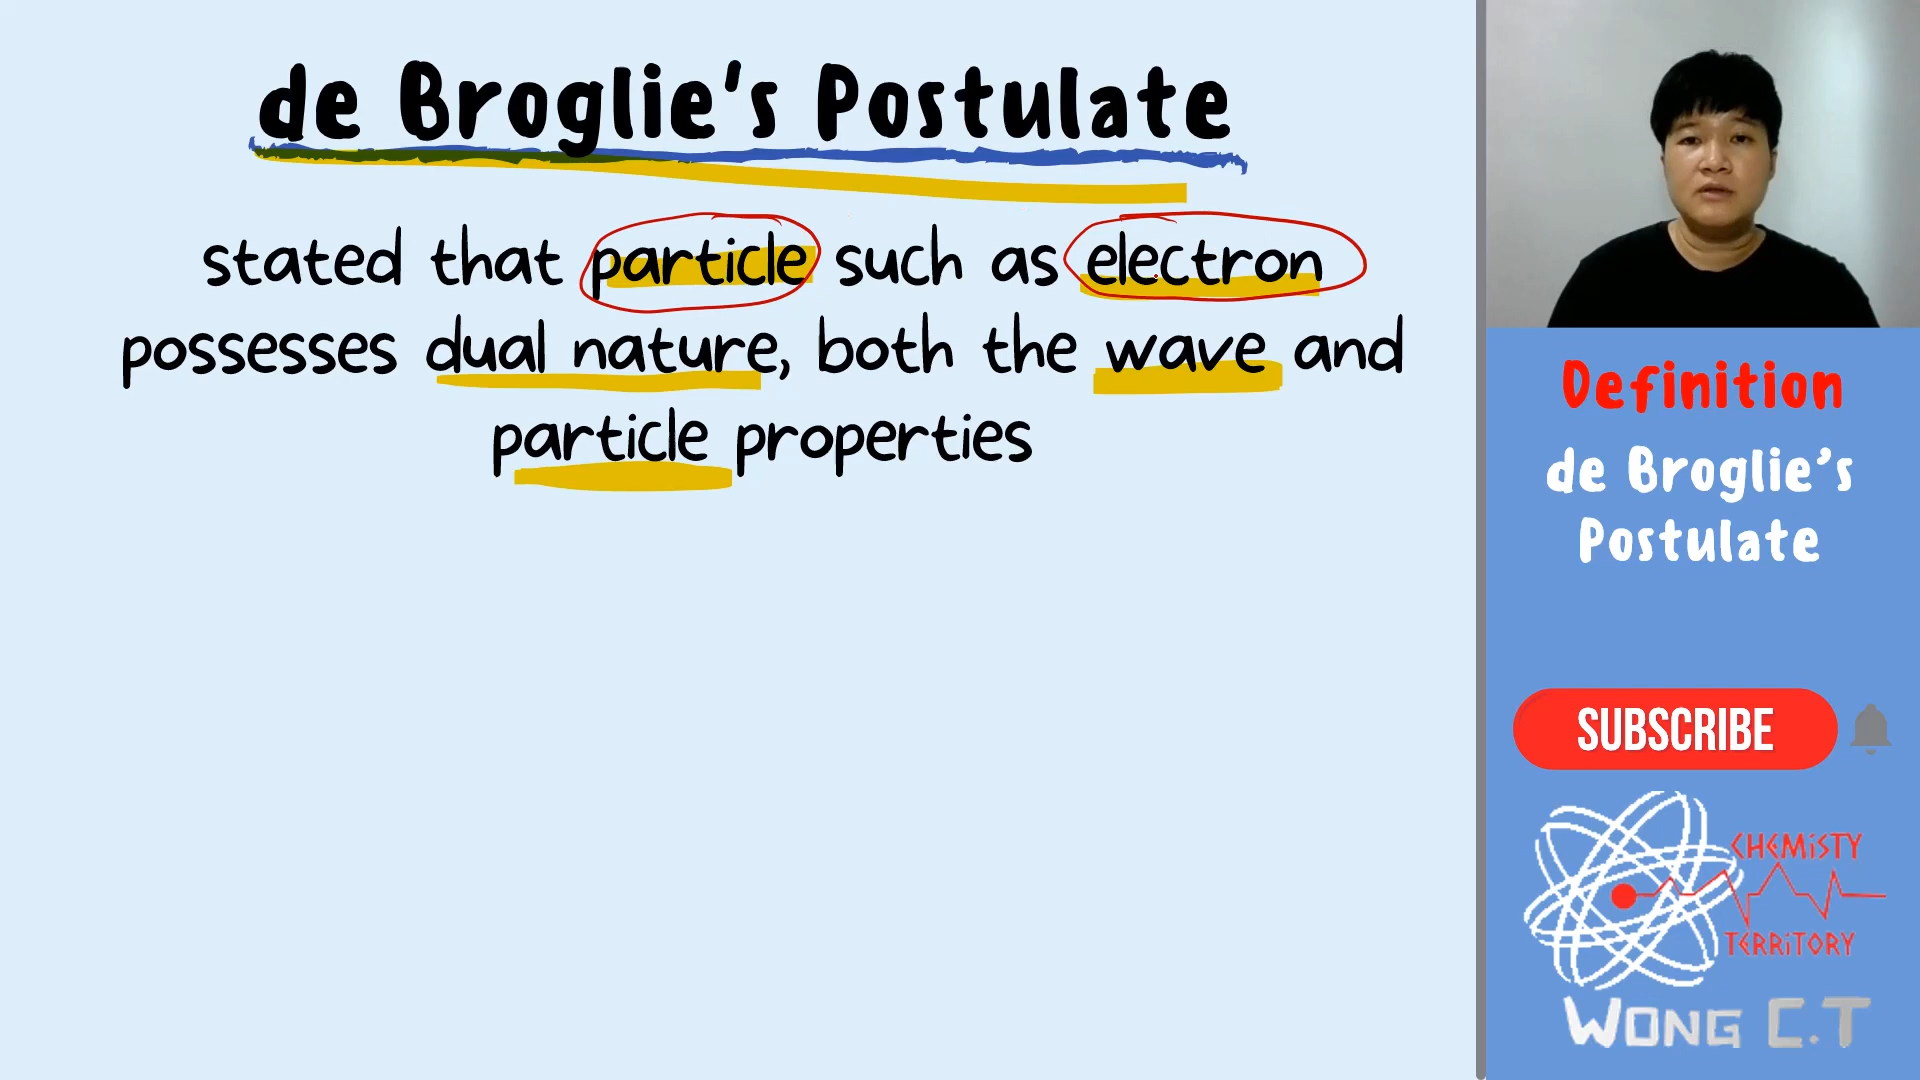 de Broglie's Postulate
stated that particle such as electron
possesses dual nature, both the wave and
particle properties
Definition
de Broglie's
Postulate
SUBSCRIBE
CHEMiSTY
TERRiTORY
WONG C.T